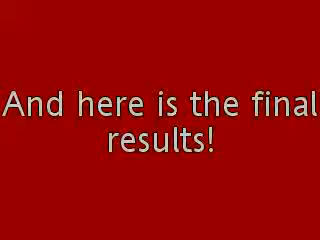 And here is the final
results!